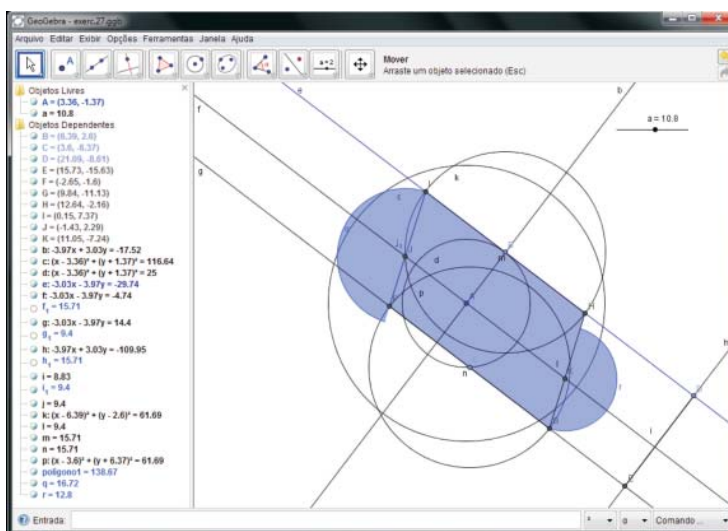 GeoGebra - exerc.27.ggb
Arquivo Editar Exibir Opções Ferramentas Janela Ajuda
Mover
Arraste um objeto selecionado (Esc)
Objetos Livres
A = (3.36, -1.37)
a = 10.8
Objetos Dependentes
B = (6.39, 2.6)
C = (3.6, -6.37)
D = (21.09, -8.61)
E = (15.73, -15.63)
F = (-2.65, -1.6)
G = (9.84, -11.13)
H = (12.64, -2.16)
I = (0.15, 7.37)
J = (-1.43, 2.29)
K = (11.05, -7.24)
b: -3.97x + 3.03y = -17.52
c: (x - 3.36)² + (y + 1.37)² = 116.64
d: (x - 3.36)² + (y + 1.37)² = 25
e: -3.03x - 3.97y = -29.74
f: -3.03x - 3.97y = -4.74
f₁ = 15.71
g: -3.03x - 3.97y = 14.4
g₁ = 9.4
h: -3.97x + 3.03y = -109.95
h₁ = 15.71
i = 8.83
i₁ = 9.4
j = 9.4
k: (x - 6.39)² + (y - 2.6)² = 61.69
l = 9.4
m = 15.71
n = 15.71
p: (x - 3.6)² + (y + 6.37)² = 61.69
polígono1 = 138.67
q = 16.72
r = 12.8
e
b
a = 10.8
f
g
k
c
d
p
m
H
n
h
i
E
Entrada:
²
α
Comando ...